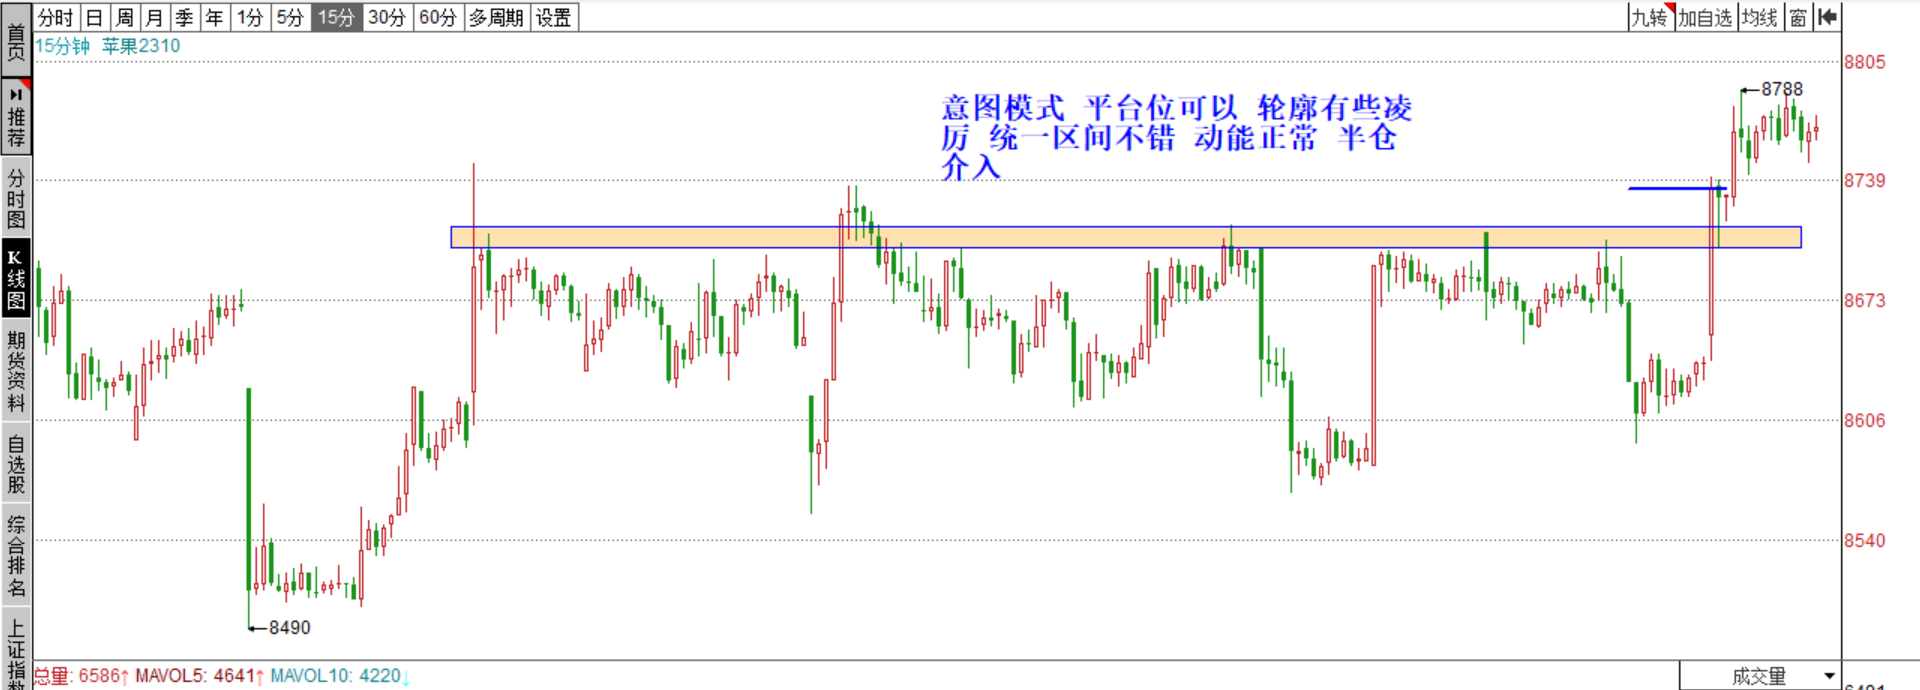 分时 日 周 月 季 年 1分 5分 15分 30分 60分 多周期 设置
九转 加自选 均线 窗
首页
推荐
分时图
K线图
期货资料
自选股
综合排名
上证指数
15分钟 苹果2310
意图模式 平台位可以 轮廓有些凌
厉 统一区间不错 动能正常 半仓
介入
8788
8490
8805
8739
8673
8606
8540
总量: 6586↑ MAVOL5: 4641↑ MAVOL10: 4220↓
成交量